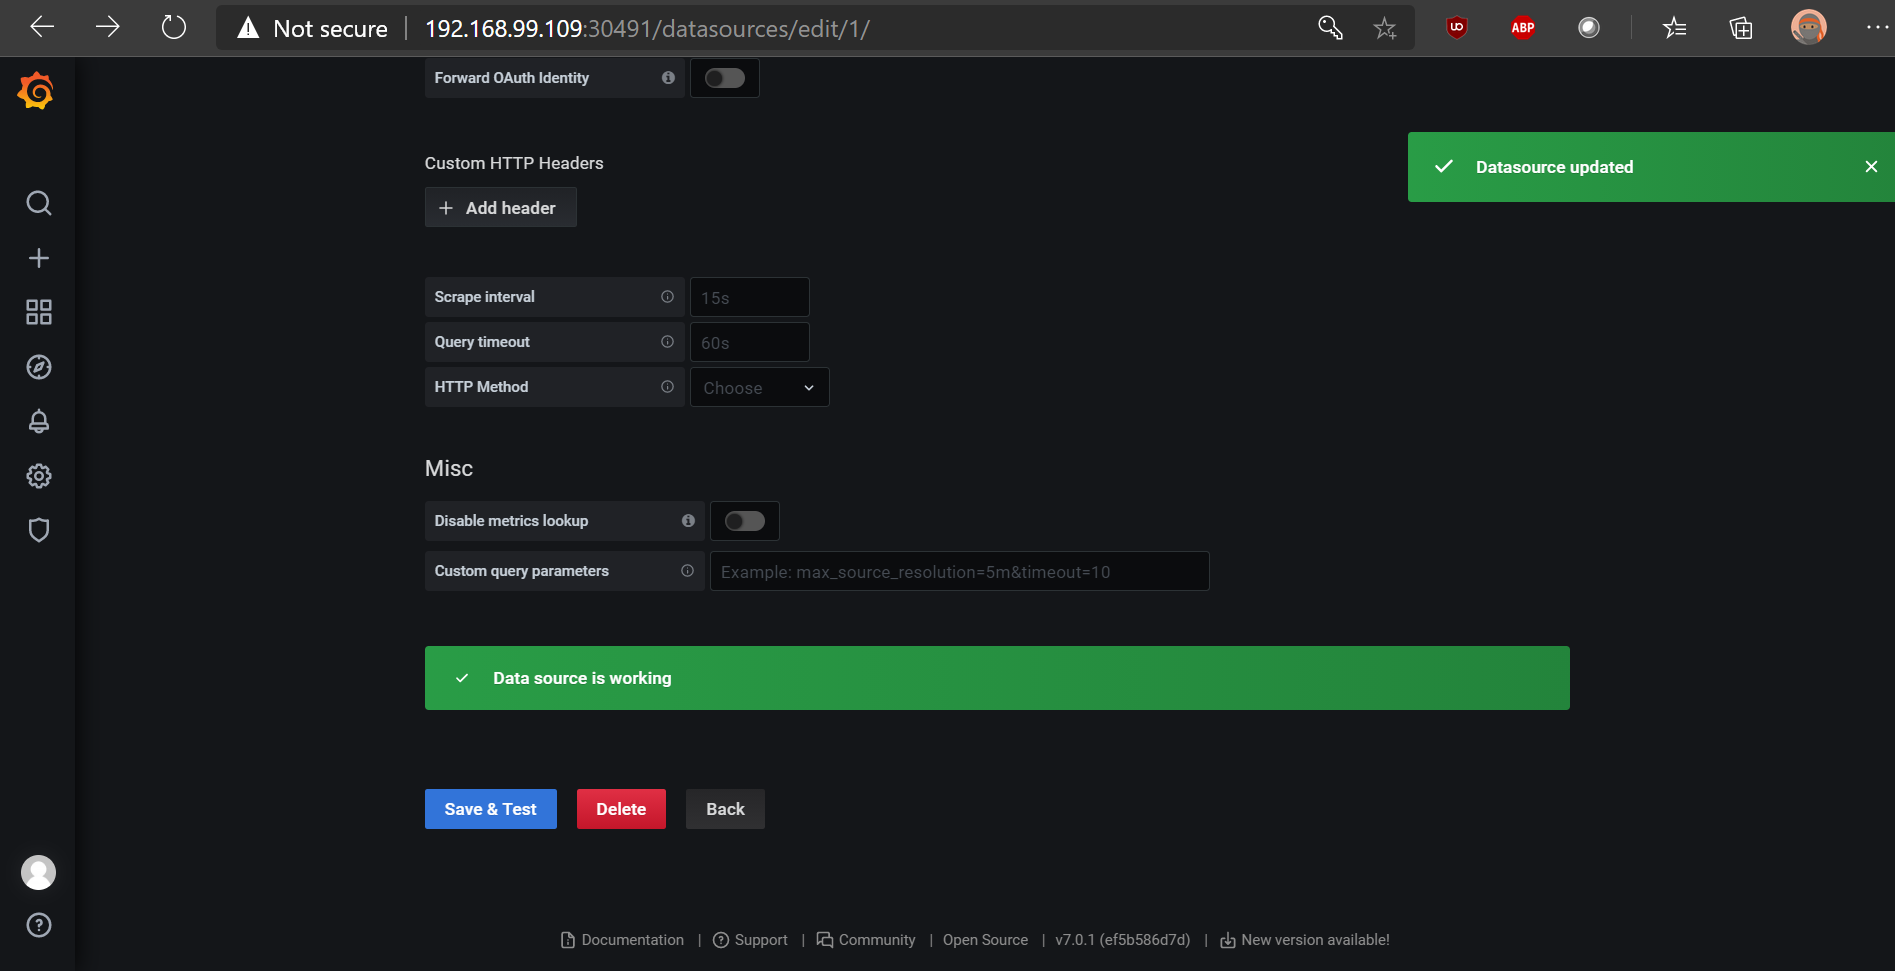 Not secure | 192.168.99.109:30491/datasources/edit/1/
UO
ABP
Forward OAuth Identity
Datasource updated
Custom HTTP Headers
+ Add header
Scrape interval 15s
Query timeout 60s
HTTP Method Choose
Misc
Disable metrics lookup
Custom query parameters Example: max_source_resolution=5m&timeout=10
Data source is working
Save & Test Delete Back
Documentation | Support | Community | Open Source | v7.0.1 (ef5b586d7d) | New version available!